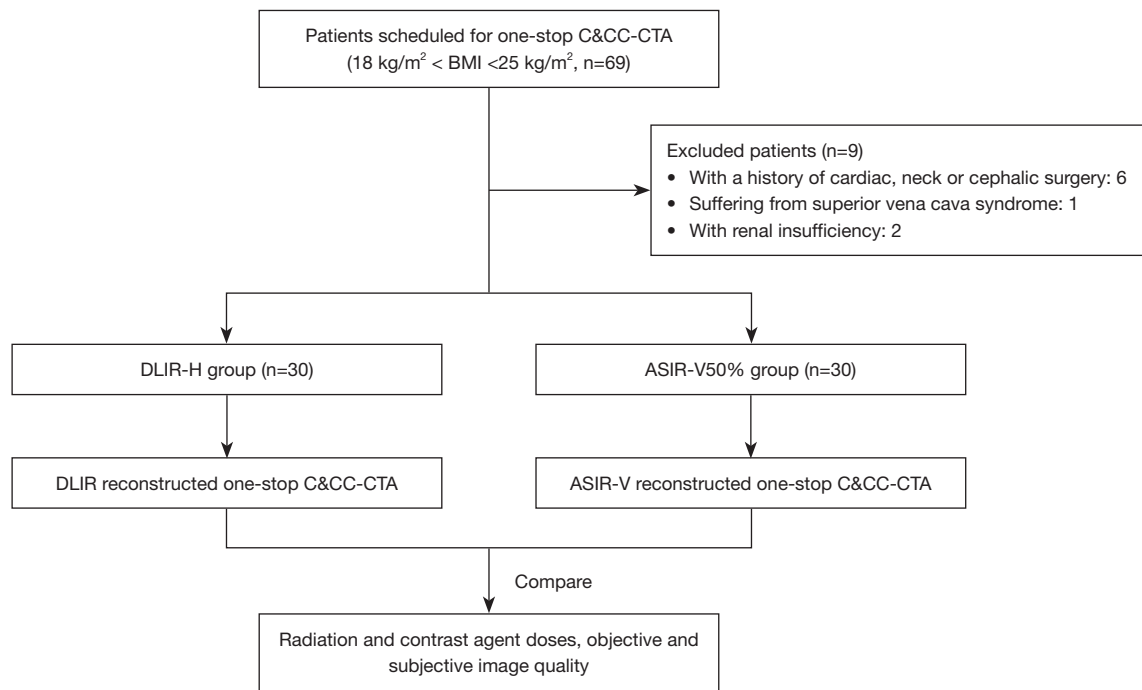 Patients scheduled for one-stop C&CC-CTA
(18 kg/m² < BMI <25 kg/m², n=69)
Excluded patients (n=9)
• With a history of cardiac, neck or cephalic surgery: 6
• Suffering from superior vena cava syndrome: 1
• With renal insufficiency: 2
DLIR-H group (n=30)
ASIR-V50% group (n=30)
DLIR reconstructed one-stop C&CC-CTA
ASIR-V reconstructed one-stop C&CC-CTA
Compare
Radiation and contrast agent doses, objective and
subjective image quality